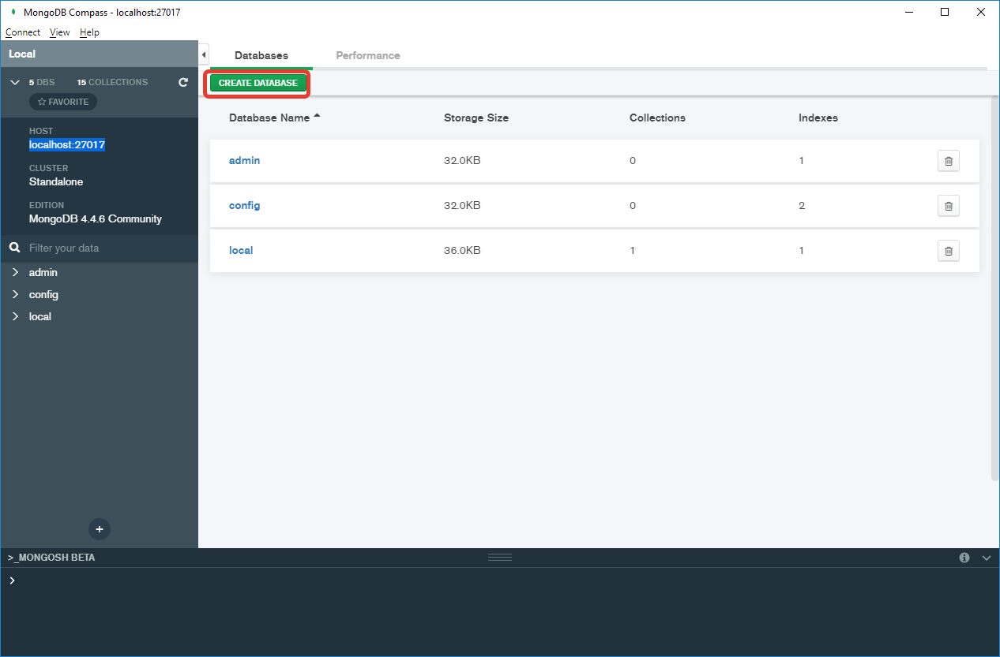 MongoDB Compass - localhost:27017
Connect View Help
Local
5 DBS 15 COLLECTIONS
FAVORITE
HOST
localhost:27017
CLUSTER
Standalone
EDITION
MongoDB 4.4.6 Community
Filter your data
admin
config
local
Databases Performance
CREATE DATABASE
Database Name Storage Size Collections Indexes
admin 32.0KB 0 1
config 32.0KB 0 2
local 36.0KB 1 1
>_MONGOSH BETA
>